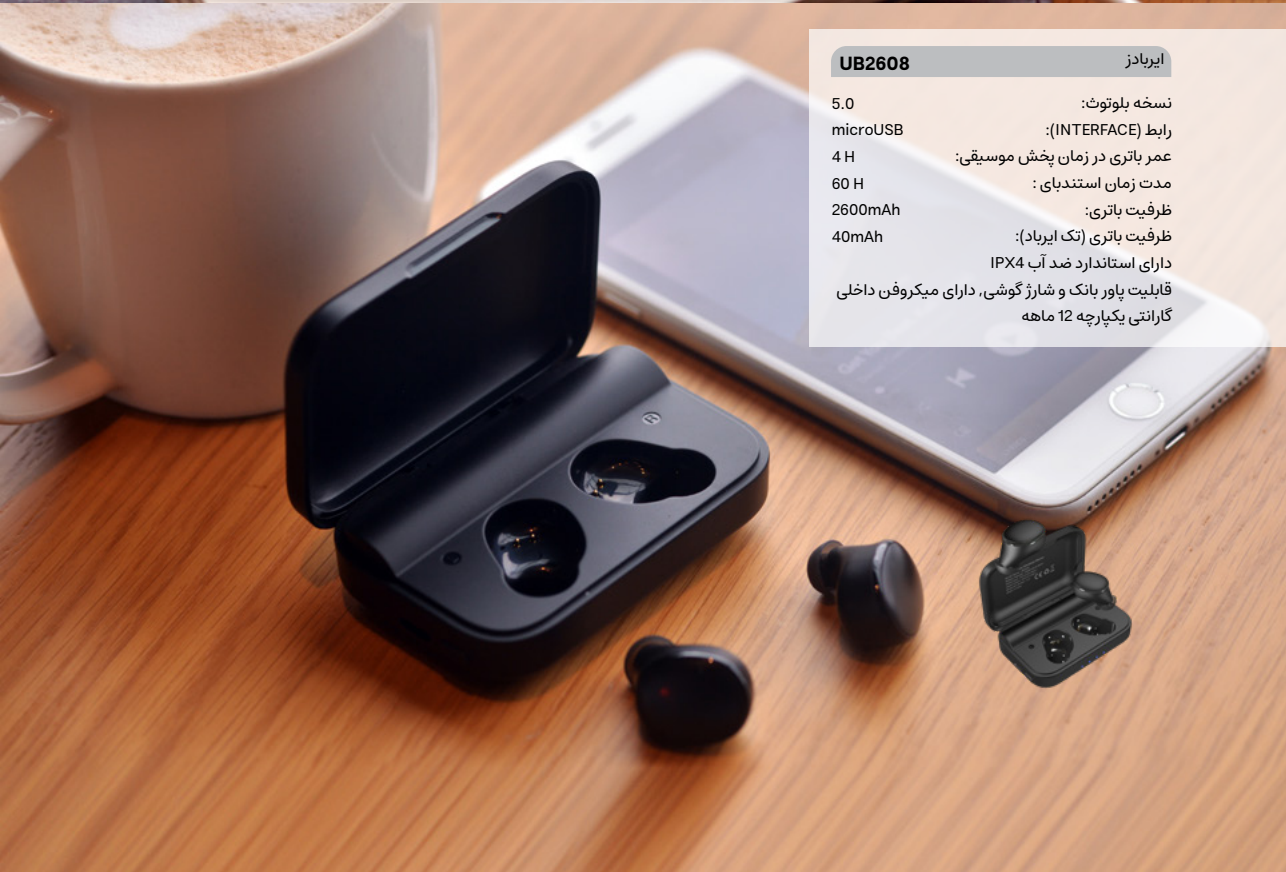 ایربادز UB2608
نسخه بلوتوث: 5.0
رابط (INTERFACE): microUSB
عمر باتری در زمان پخش موسیقی: 4 H
مدت زمان استندبای : 60 H
ظرفیت باتری: 2600mAh
ظرفیت باتری (تک ایرباد): 40mAh
دارای استاندارد ضد آب IPX4
قابلیت پاور بانک و شارژ گوشی, دارای میکروفن داخلی
گارانتی یکپارچه 12 ماهه
R